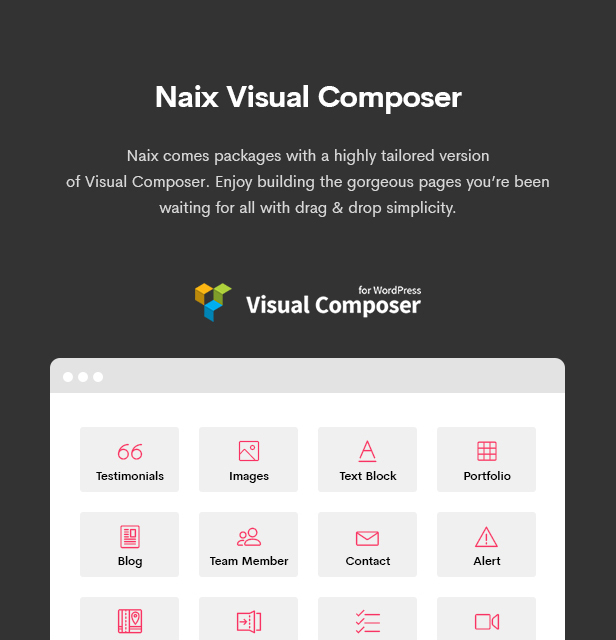 Naix Visual Composer
Naix comes packages with a highly tailored version
of Visual Composer. Enjoy building the gorgeous pages you’re been
waiting for all with drag & drop simplicity.
for WordPress
Visual Composer
Testimonials
Images
Text Block
Portfolio
Blog
Team Member
Contact
Alert